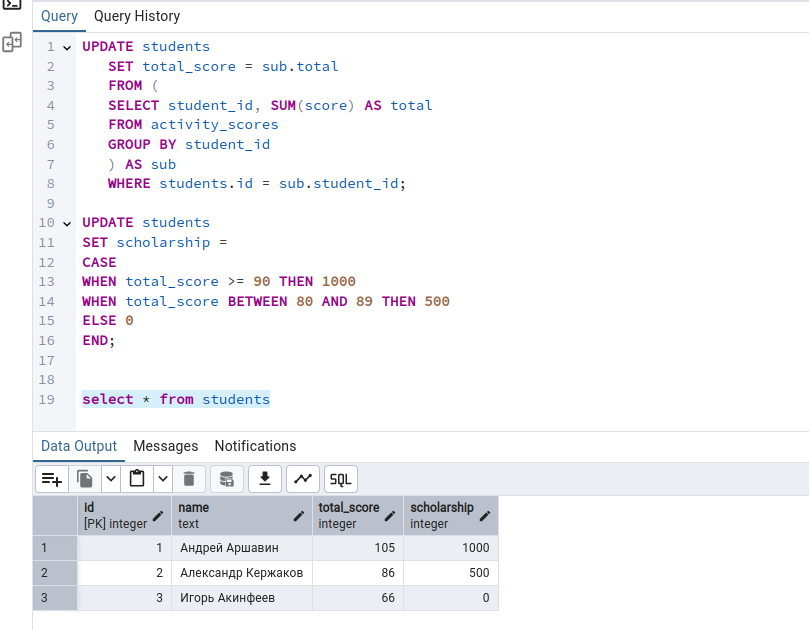 Query Query History
1 UPDATE students
2 SET total_score = sub.total
3 FROM (
4 SELECT student_id, SUM(score) AS total
5 FROM activity_scores
6 GROUP BY student_id
7 ) AS sub
8 WHERE students.id = sub.student_id;
9
10 UPDATE students
11 SET scholarship =
12 CASE
13 WHEN total_score >= 90 THEN 1000
14 WHEN total_score BETWEEN 80 AND 89 THEN 500
15 ELSE 0
16 END;
17
18
19 select * from students
Data Output Messages Notifications
SQL
id name total_score scholarship
[PK] integer text integer integer
1 1 Андрей Аршавин 105 1000
2 2 Александр Кержаков 86 500
3 3 Игорь Акинфеев 66 0